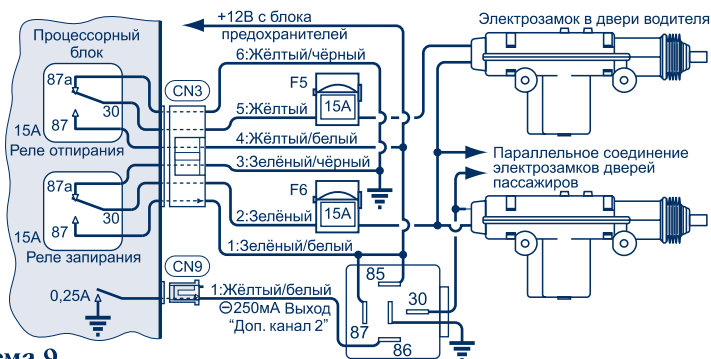 +12В с блока
предохранителей
Электрозамок в двери водителя
Процессорный
блок
87а
30
15А
87
Реле отпирания
87а
30
15А
87
Реле запирания
0,25А
CN3
6:Жёлтый/чёрный
F5
15А
5:Жёлтый
4:Жёлтый/белый
3:Зелёный/чёрный
F6
15А
2:Зелёный
1:Зелёный/белый
Параллельное соединение
электрозамков дверей
пассажиров
CN9
1:Жёлтый/белый
⊖250мА Выход
“Доп. канал 2”
85
30
87
86